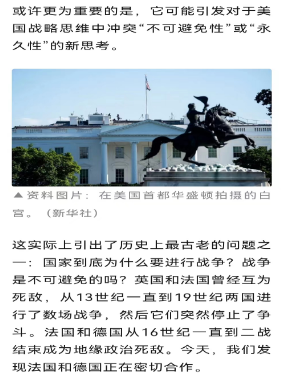 或许更为重要的是，它可能引发对于美
国战略思维中冲突“不可避免性”或“永
久性”的新思考。
▲资料图片：在美国首都华盛顿拍摄的白
宫。（新华社）
这实际上引出了历史上最古老的问题之
一：国家到底为什么要进行战争？战争
是不可避免的吗？英国和法国曾经互为
死敌，从13世纪一直到19世纪两国进
行了数场战争，然后它们突然停止了争
斗。法国和德国从16世纪一直到二战
结束成为地缘政治死敌。今天，我们发
现法国和德国正在密切合作。